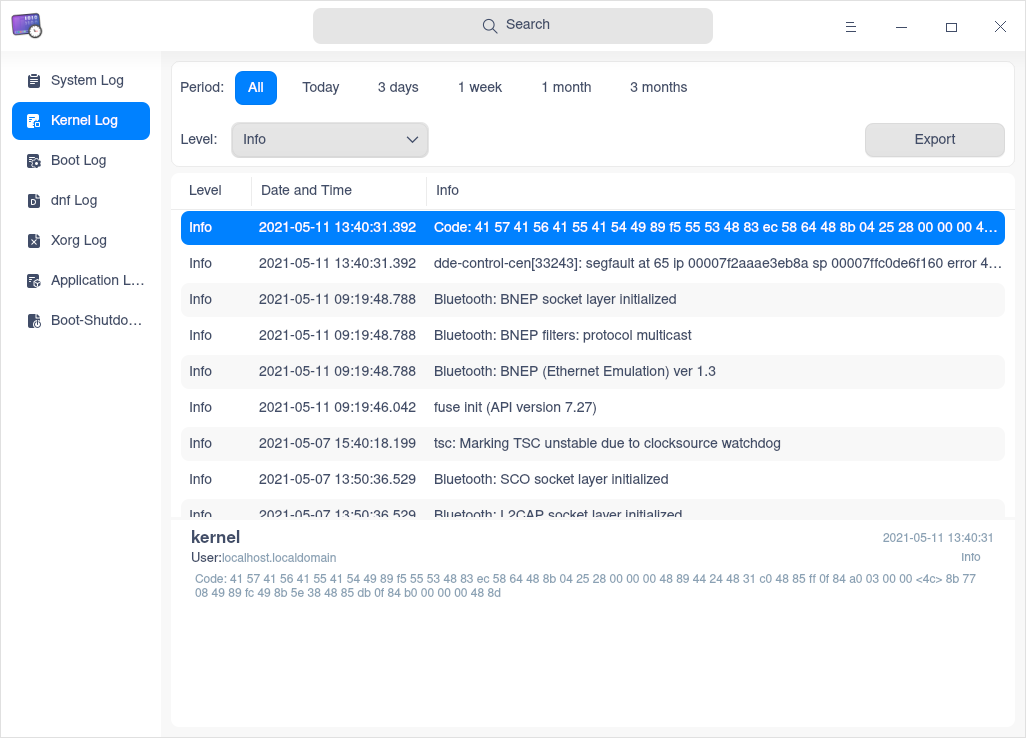 Search
System Log
Kernel Log
Boot Log
dnf Log
Xorg Log
Application L...
Boot-Shutdo...
Period: All Today 3 days 1 week 1 month 3 months
Level: Info Export
Level Date and Time Info
Info 2021-05-11 13:40:31.392 Code: 41 57 41 56 41 55 41 54 49 89 f5 55 53 48 83 ec 58 64 48 8b 04 25 28 00 00 00 4...
Info 2021-05-11 13:40:31.392 dde-control-cen[33243]: segfault at 65 ip 00007f2aaae3eb8a sp 00007ffc0de6f160 error 4...
Info 2021-05-11 09:19:48.788 Bluetooth: BNEP socket layer initialized
Info 2021-05-11 09:19:48.788 Bluetooth: BNEP filters: protocol multicast
Info 2021-05-11 09:19:48.788 Bluetooth: BNEP (Ethernet Emulation) ver 1.3
Info 2021-05-11 09:19:46.042 fuse init (API version 7.27)
Info 2021-05-07 15:40:18.199 tsc: Marking TSC unstable due to clocksource watchdog
Info 2021-05-07 13:50:36.529 Bluetooth: SCO socket layer initialized
Info 2021-05-07 13:50:36.529 Bluetooth: L2CAP socket layer initialized
kernel 2021-05-11 13:40:31
User:localhost.localdomain Info
Code: 41 57 41 56 41 55 41 54 49 89 f5 55 53 48 83 ec 58 64 48 8b 04 25 28 00 00 00 48 89 44 24 48 31 c0 48 85 ff 0f 84 a0 03 00 00 <4c> 8b 77
08 49 89 fc 49 8b 5e 38 48 85 db 0f 84 b0 00 00 00 48 8d